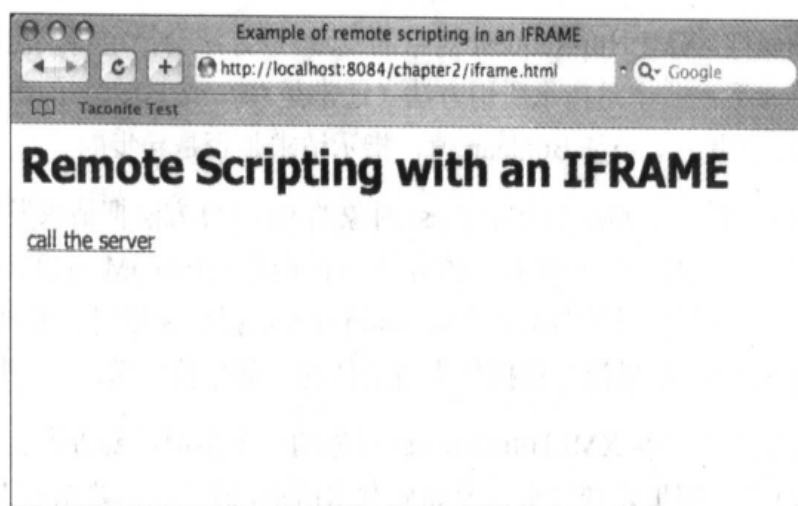 Example of remote scripting in an IFRAME
http://localhost:8084/chapter2/iframe.html
Google
Taconite Test
Remote Scripting with an IFRAME
call the server